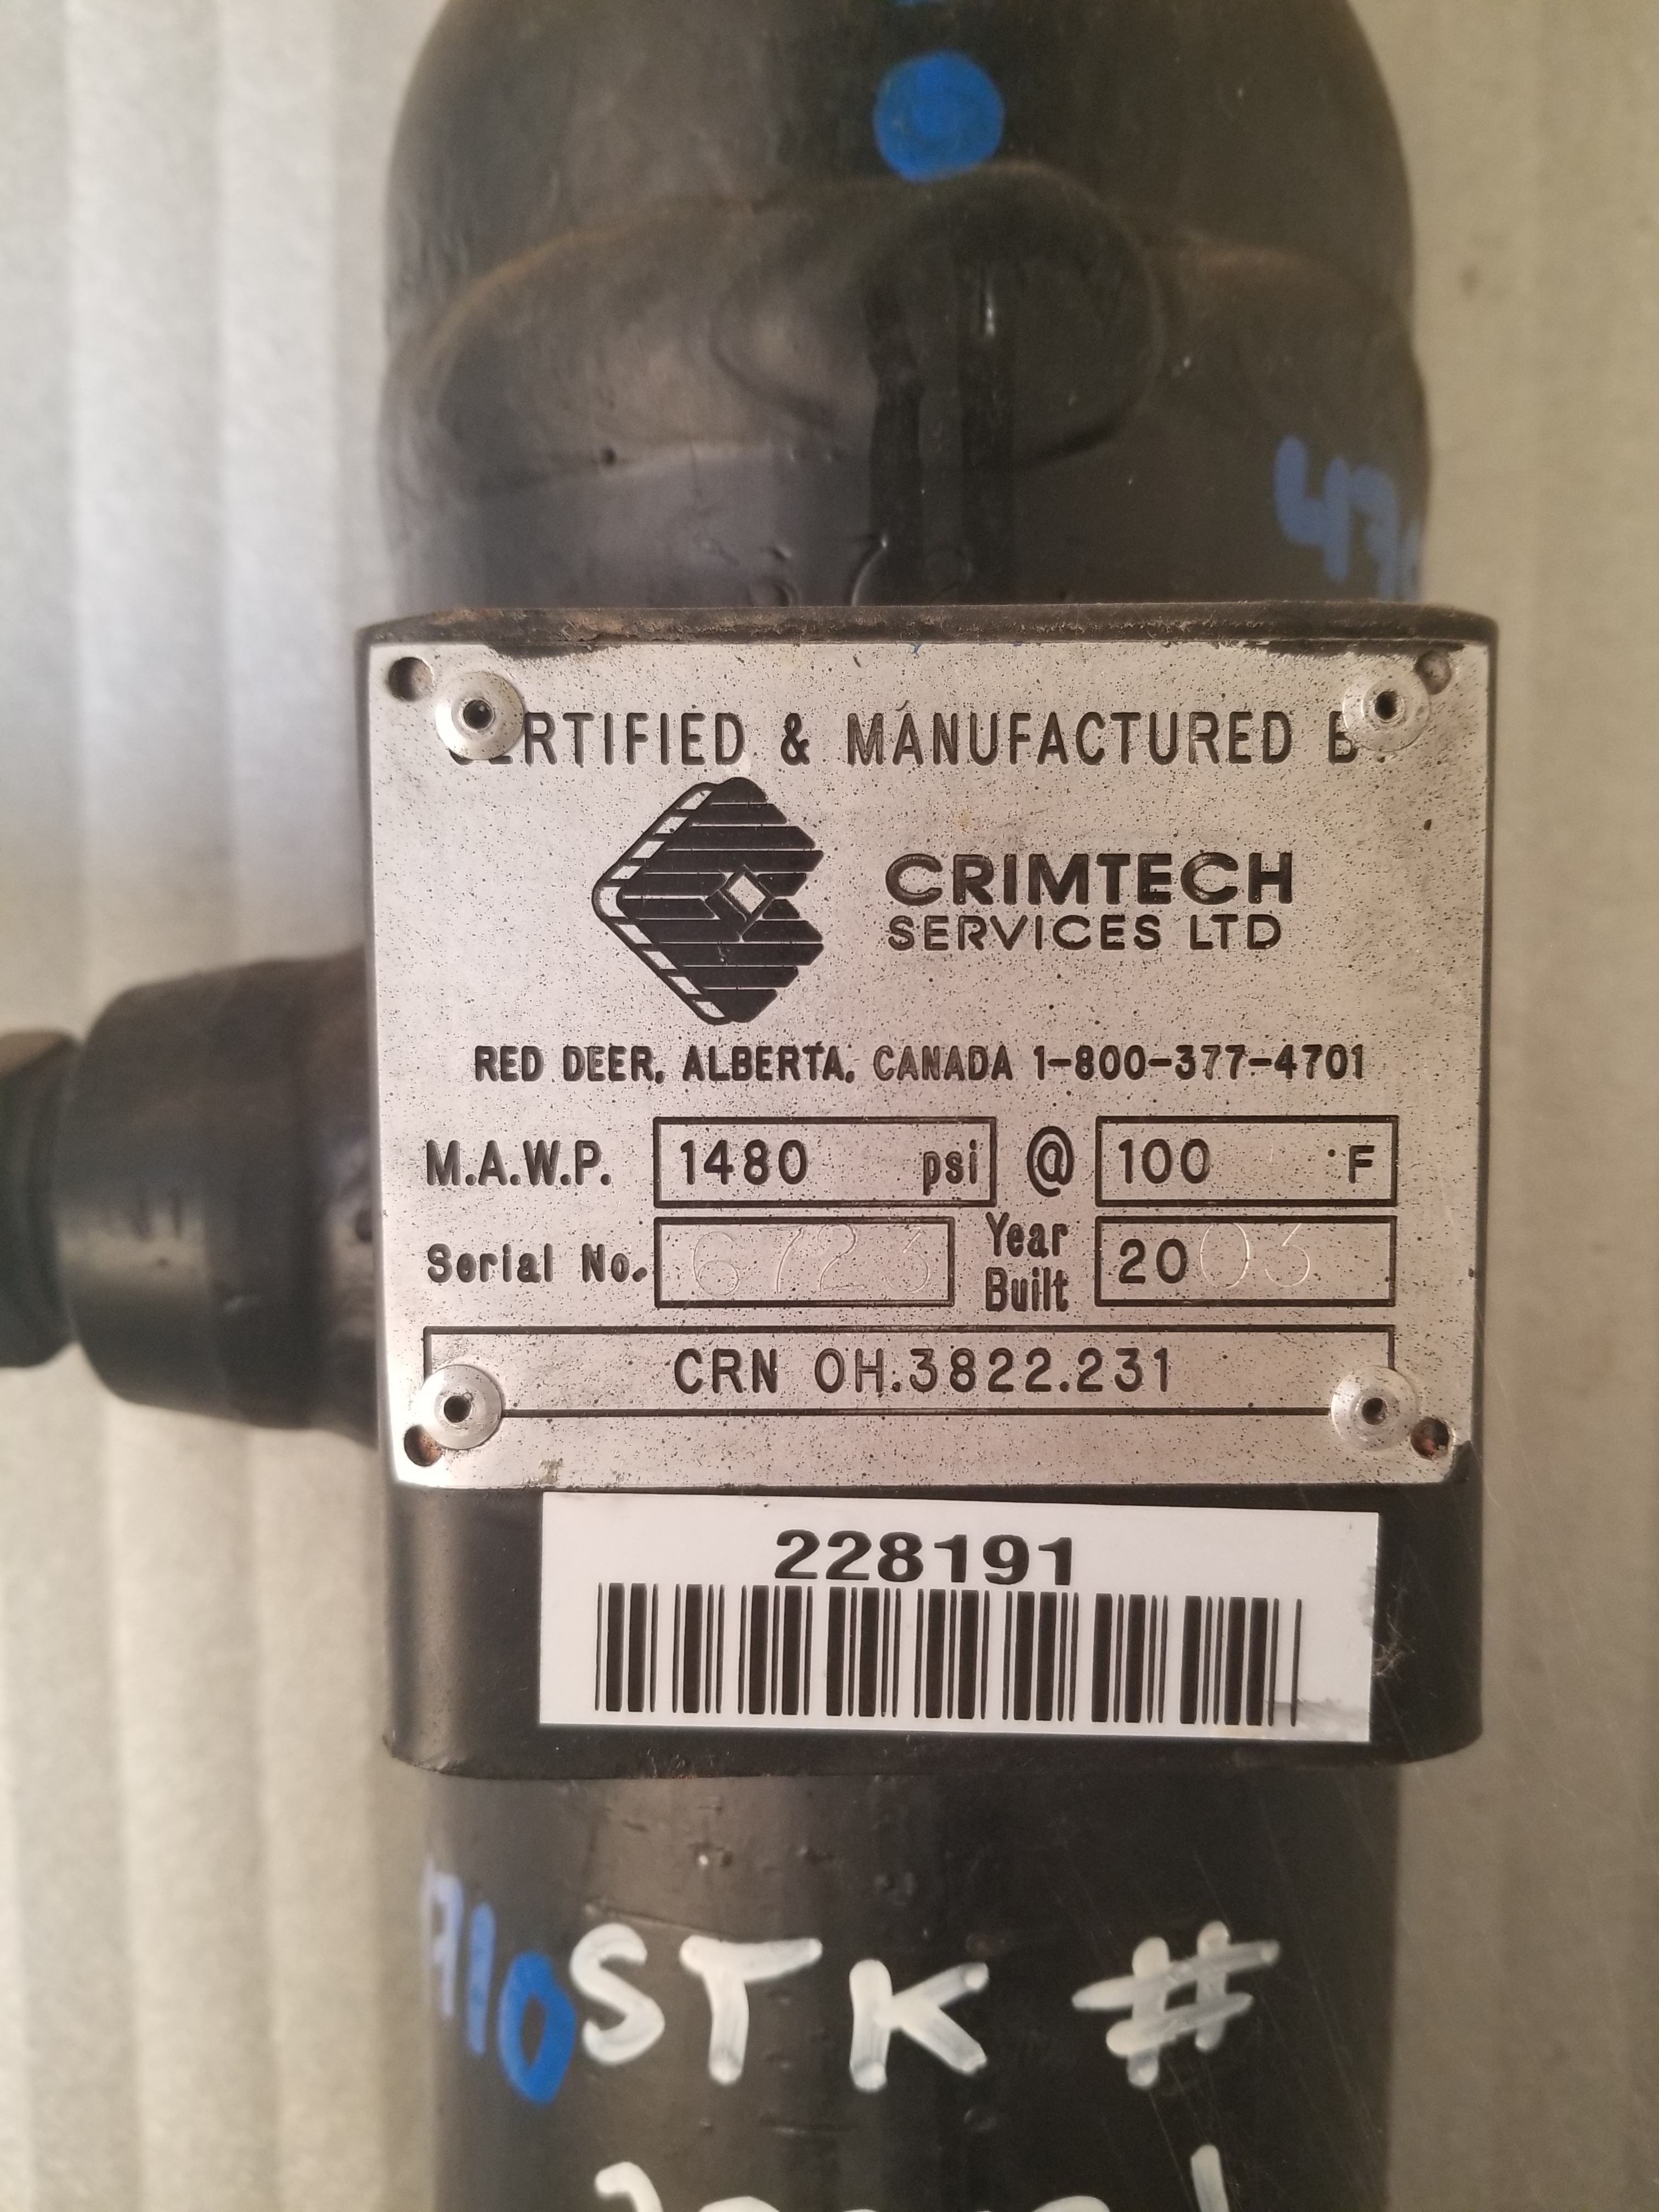 CERTIFIED & MANUFACTURED B
CRIMTECH
SERVICES LTD
RED DEER, ALBERTA, CANADA 1-800-377-4701
M.A.W.P. 1480 psi @ 100 °F
Serial No. 6723 Year Built 2003
CRN OH.3822.231
228191
STK #